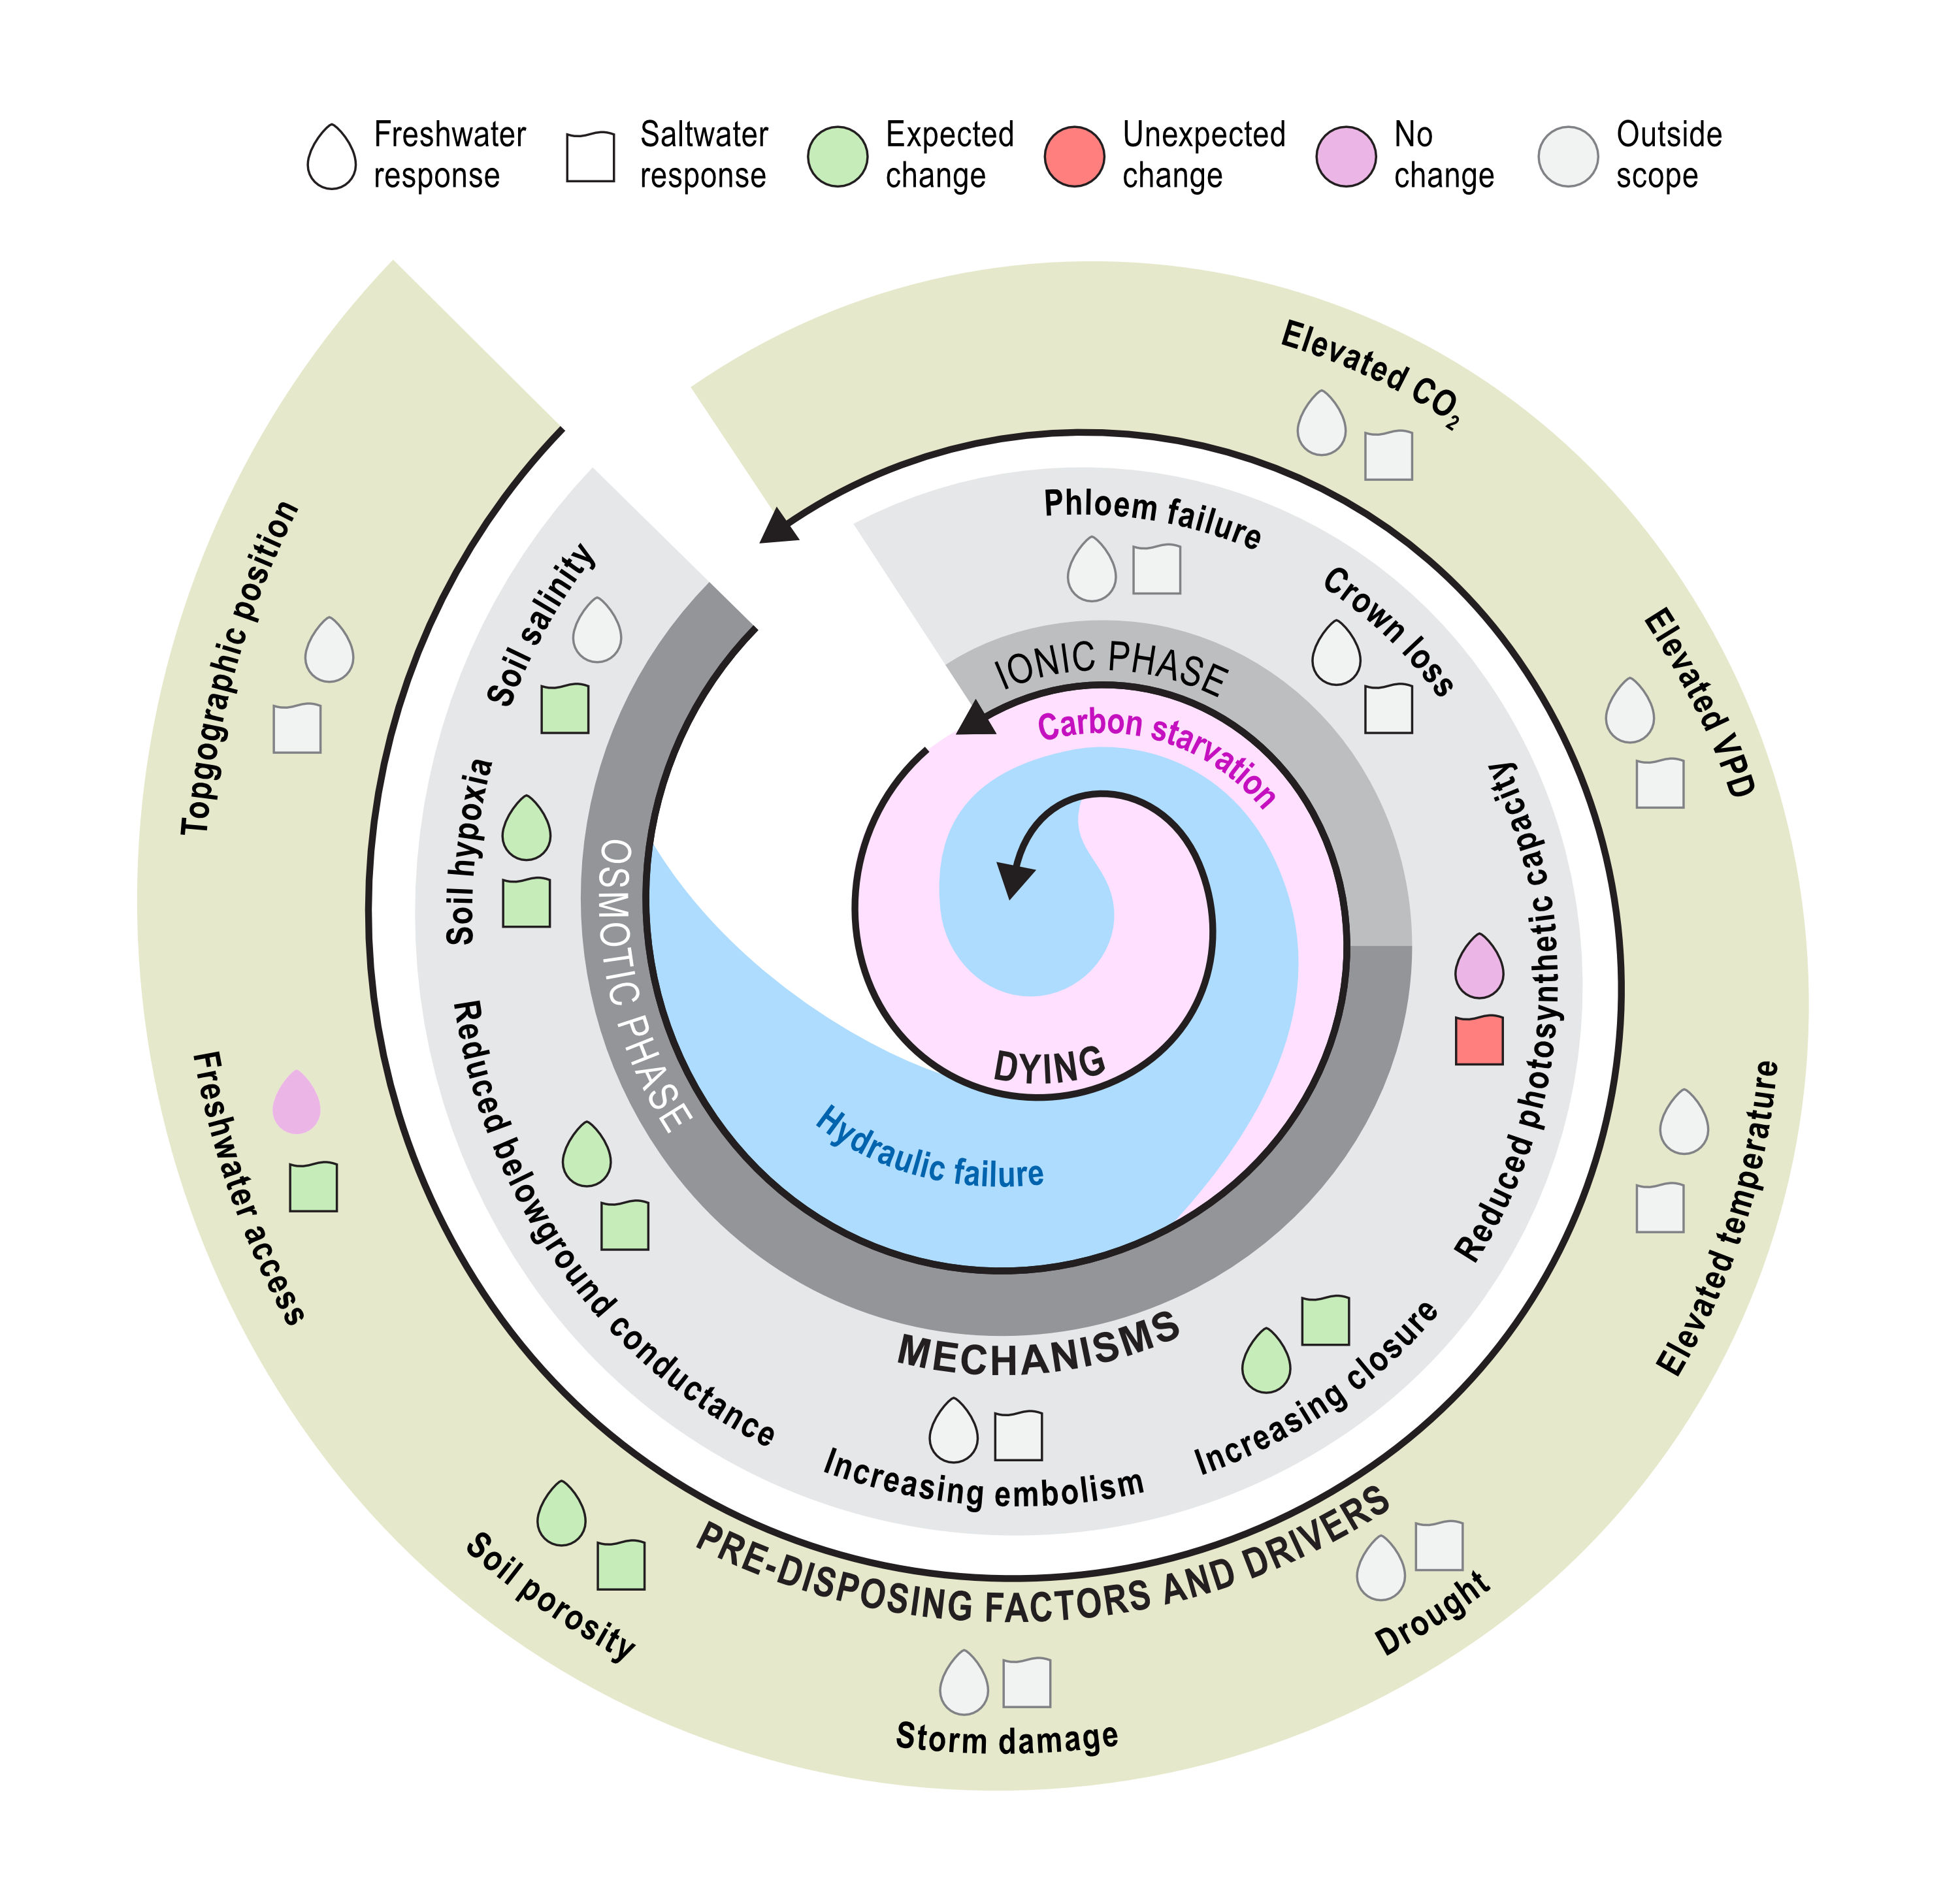 Freshwater
response
Saltwater
response
Expected
change
Unexpected
change
No
change
Outside
scope
Topgographic position
Freshwater access
Soil porosity
Storm damage
Drought
Elevated temperature
Elevated VPD
Elevated CO₂
PRE-DISPOSING FACTORS AND DRIVERS
Soil salinity
Soil hypoxia
Reduced belowground conductance
Increasing embolism
Increasing closure
Reduced photosynthetic capacity
Crown loss
Phloem failure
MECHANISMS
OSMOTIC PHASE
IONIC PHASE
Carbon starvation
Hydraulic failure
DYING